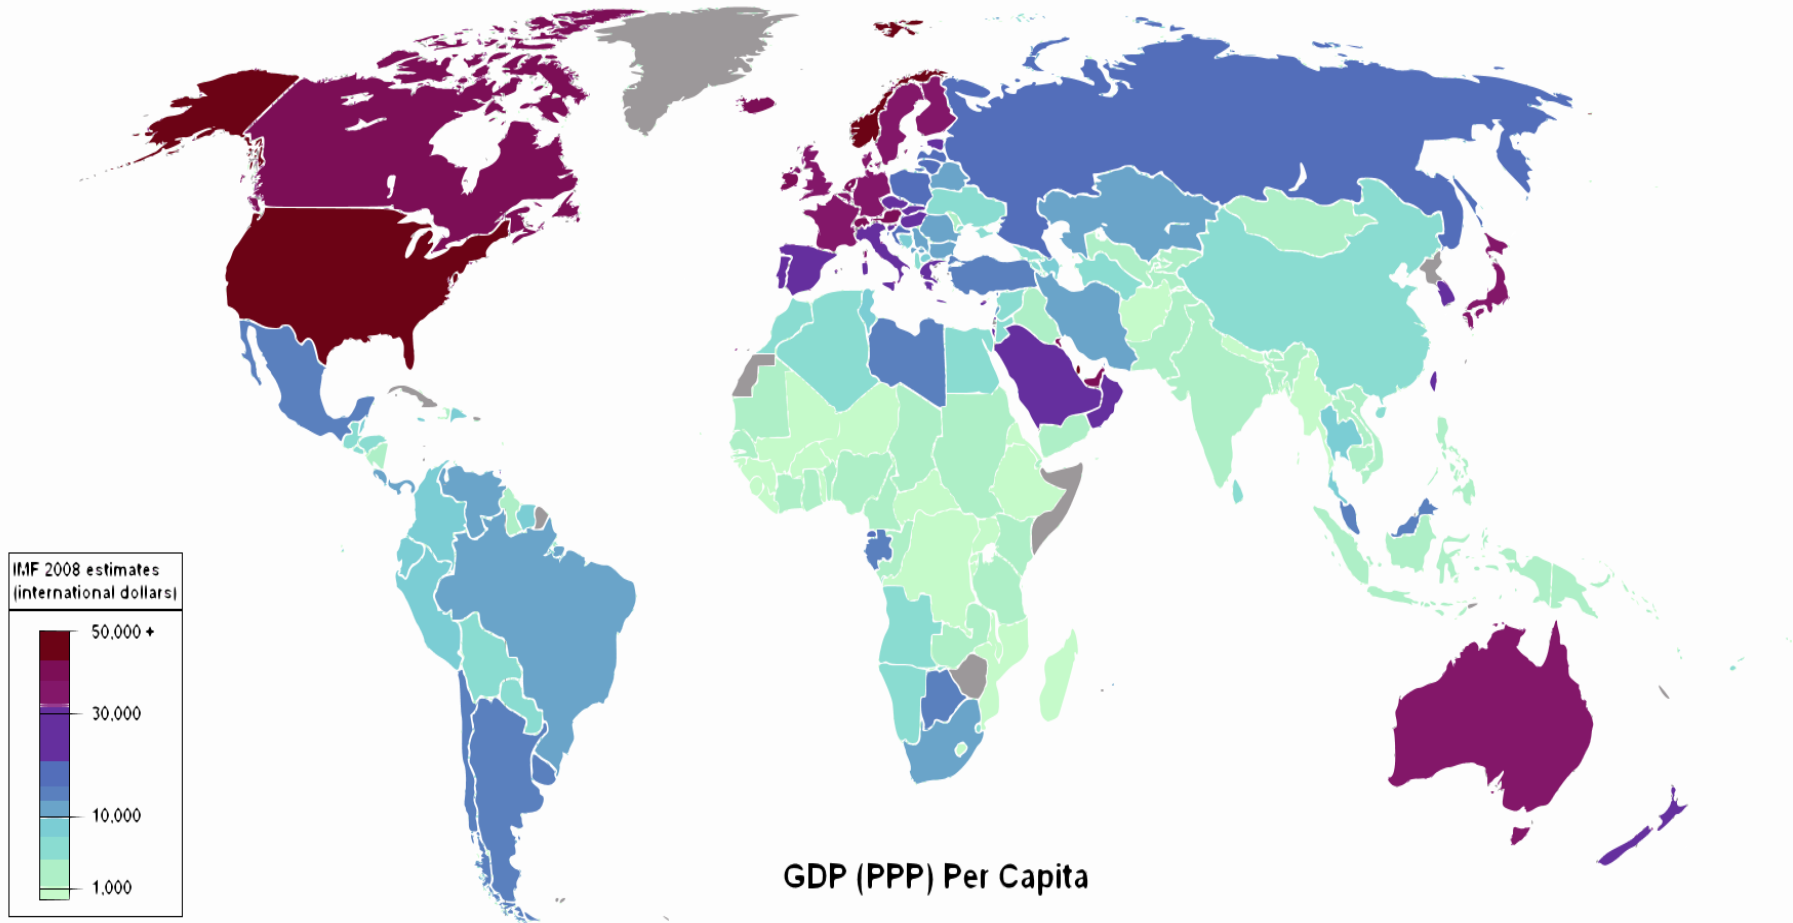 IMF 2008 estimates
(international dollars)
50,000 +
30,000
10,000
1,000
GDP (PPP) Per Capita